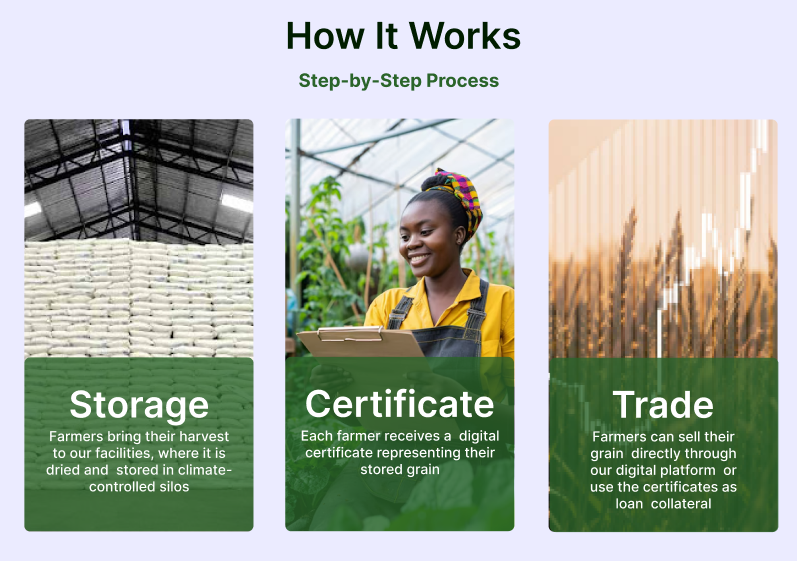 How It Works
Step-by-Step Process
Storage
Farmers bring their harvest
to our facilities, where it is
dried and  stored in climate-
controlled silos
Certificate
Each farmer receives a  digital
certificate representing their
stored grain
Trade
Farmers can sell their
grain  directly through
our digital platform  or
use the certificates as
loan  collateral